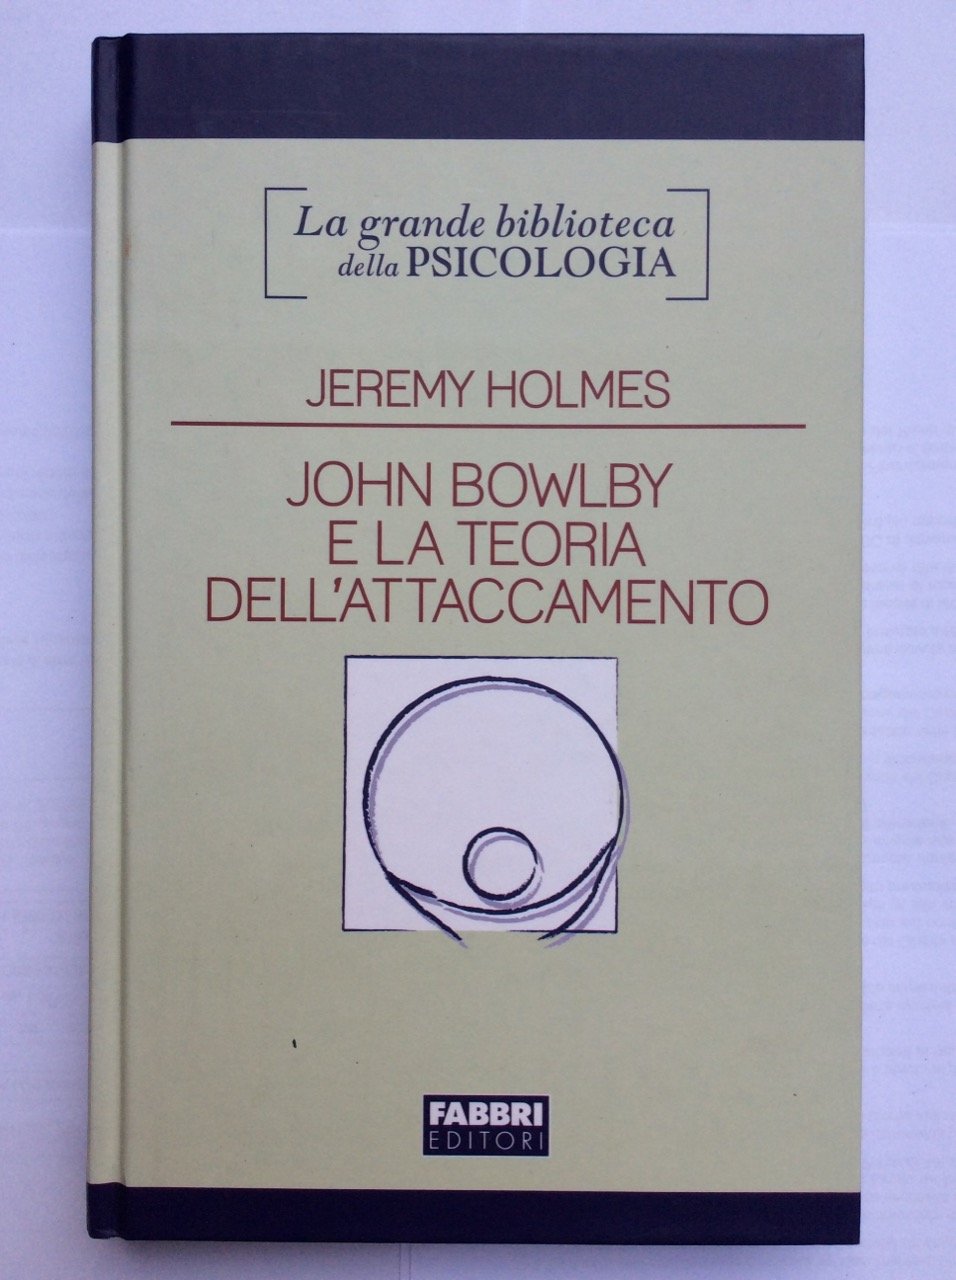 La grande biblioteca
della PSICOLOGIA
JEREMY HOLMES
JOHN BOWLBY
E LA TEORIA
DELL'ATTACCAMENTO
FABBRI
EDITORI